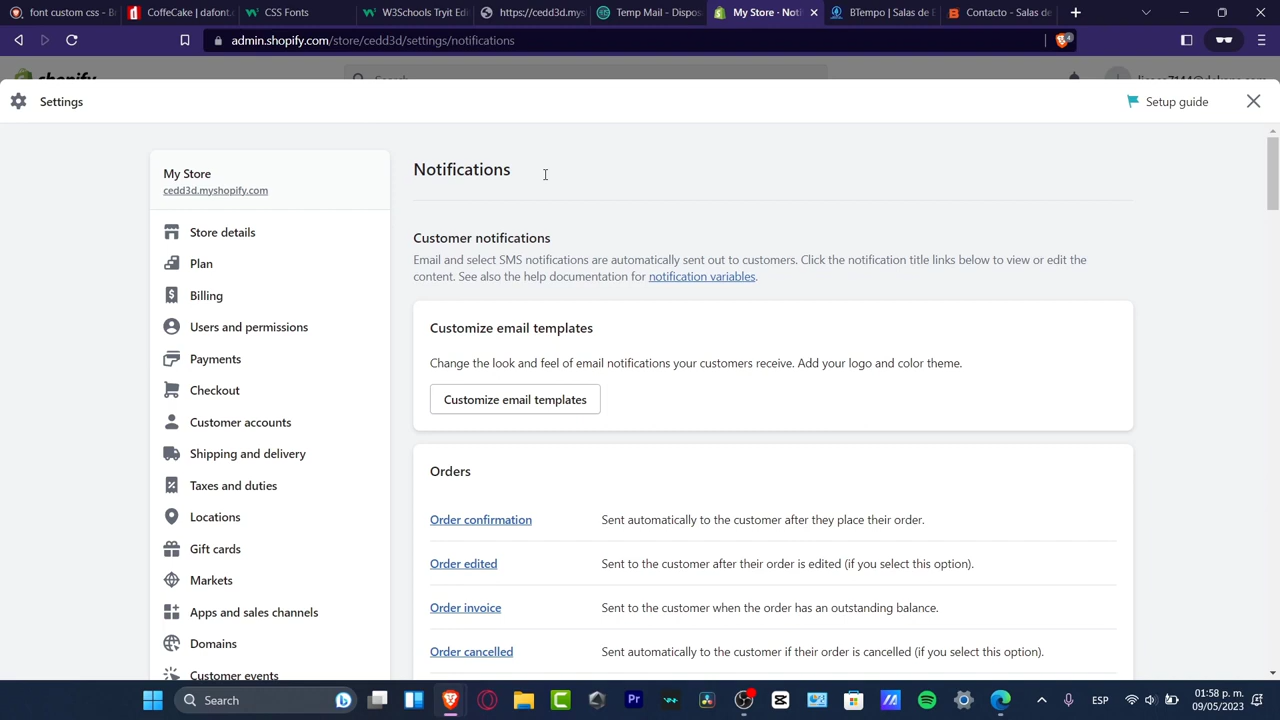 font custom css - Br
CoffeCake | dafont.c
CSS Fonts
W3Schools Tryit Edi
https://cedd3d.mys
Temp Mail - Dispos
My Store - Noti
BTempo | Salas de E
Contacto - Salas de
admin.shopify.com/store/cedd3d/settings/notifications
4
shopify
Search
Settings
Setup guide
My Store
cedd3d.myshopify.com
Store details
Plan
Billing
Users and permissions
Payments
Checkout
Customer accounts
Shipping and delivery
Taxes and duties
Locations
Gift cards
Markets
Apps and sales channels
Domains
Customer events
Notifications
Customer notifications
Email and select SMS notifications are automatically sent out to customers. Click the notification title links below to view or edit the
content. See also the help documentation for notification variables.
Customize email templates
Change the look and feel of email notifications your customers receive. Add your logo and color theme.
Customize email templates
Orders
Order confirmation Sent automatically to the customer after they place their order.
Order edited Sent to the customer after their order is edited (if you select this option).
Order invoice Sent to the customer when the order has an outstanding balance.
Order cancelled Sent automatically to the customer if their order is cancelled (if you select this option).
Search
Pr
ESP
01:58 p. m.
09/05/2023